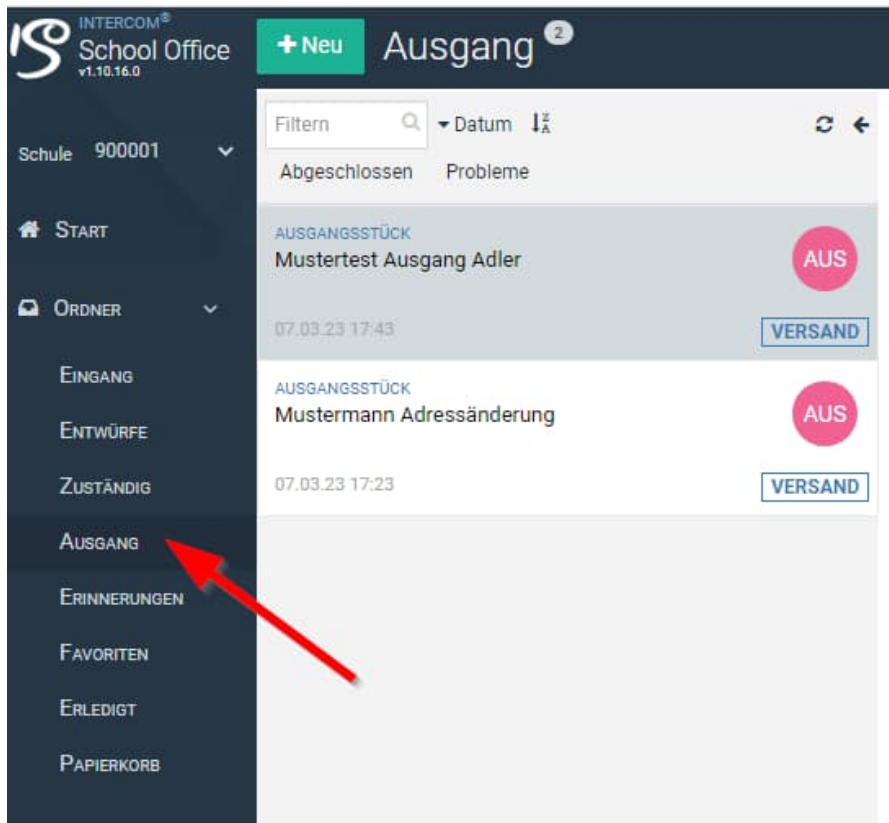 INTERCOM®
School Office
v1.10.16.0
+ Neu
Ausgang 2
Schule 900001
Filtern
Datum
Abgeschlossen Probleme
START
ORDNER
EINGANG
ENTWÜRFE
ZUSTÄNDIG
AUSGANG
ERINNERUNGEN
FAVORITEN
ERLEDIGT
PAPIERKORB
AUSGANGSSTÜCK
Mustertest Ausgang Adler
AUS
07.03.23 17:43
VERSAND
AUSGANGSSTÜCK
Mustermann Adressänderung
AUS
07.03.23 17:23
VERSAND